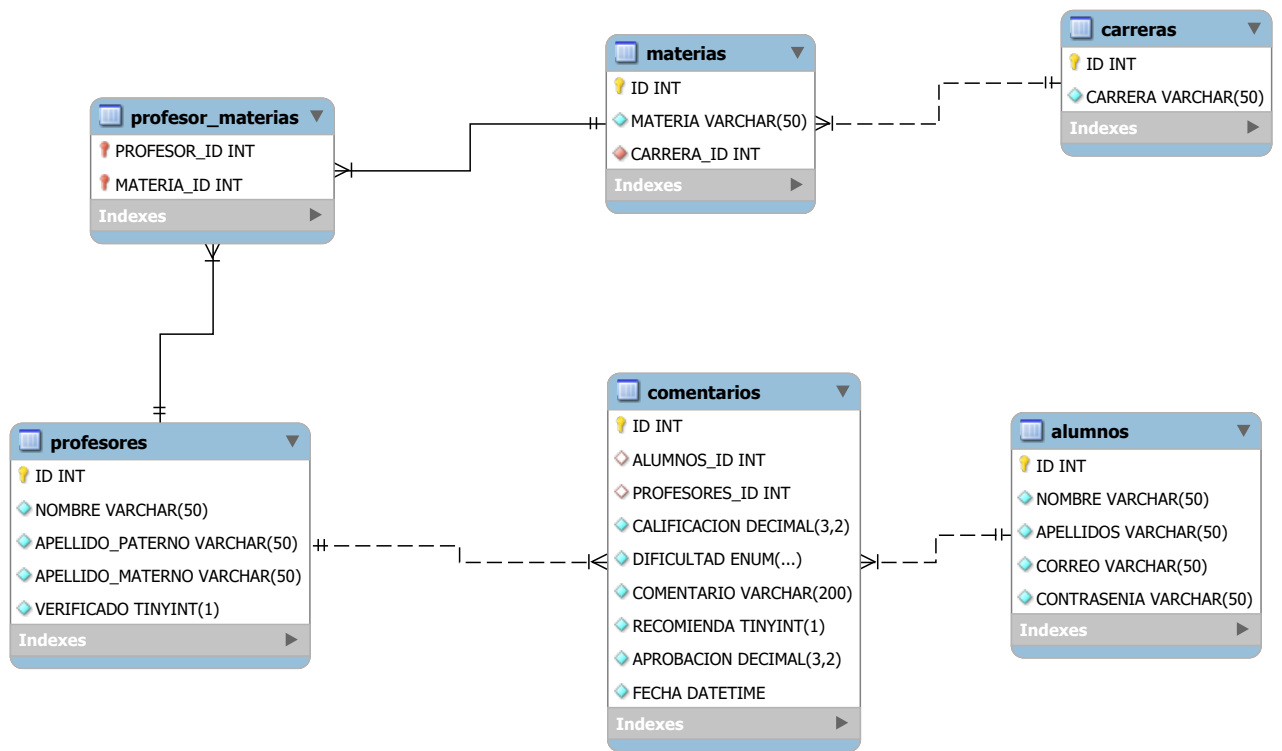 carreras
ID INT
CARRERA VARCHAR(50)
Indexes
materias
ID INT
MATERIA VARCHAR(50)
CARRERA_ID INT
Indexes
profesor_materias
PROFESOR_ID INT
MATERIA_ID INT
Indexes
profesores
ID INT
NOMBRE VARCHAR(50)
APELLIDO_PATERNO VARCHAR(50)
APELLIDO_MATERNO VARCHAR(50)
VERIFICADO TINYINT(1)
Indexes
comentarios
ID INT
ALUMNOS_ID INT
PROFESORES_ID INT
CALIFICACION DECIMAL(3,2)
DIFICULTAD ENUM(...)
COMENTARIO VARCHAR(200)
RECOMIENDA TINYINT(1)
APROBACION DECIMAL(3,2)
FECHA DATETIME
Indexes
alumnos
ID INT
NOMBRE VARCHAR(50)
APELLIDOS VARCHAR(50)
CORREO VARCHAR(50)
CONTRASENIA VARCHAR(50)
Indexes